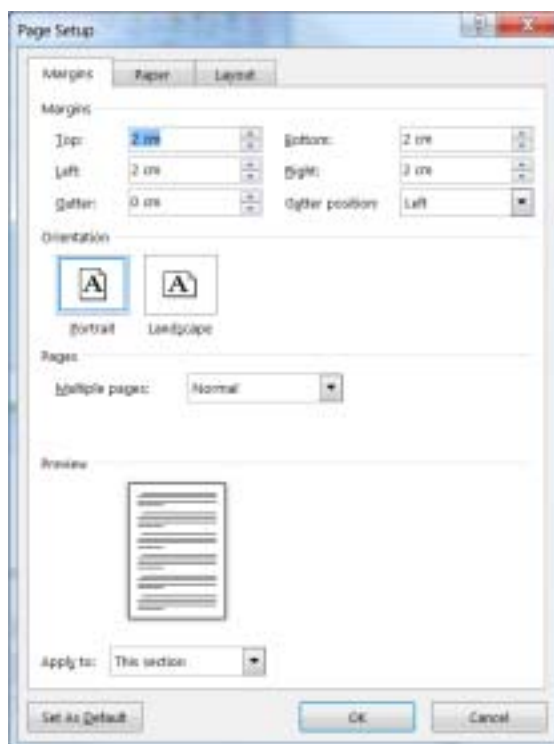 Page Setup
Margins Paper Layout
Margins
Top: 2 cm Bottom: 2 cm
Left: 2 cm Right: 2 cm
Gutter: 0 cm Gutter position: Left
Orientation
A A
Portrait Landscape
Pages
Multiple pages: Normal
Preview
Apply to: This section
Set As Default OK Cancel